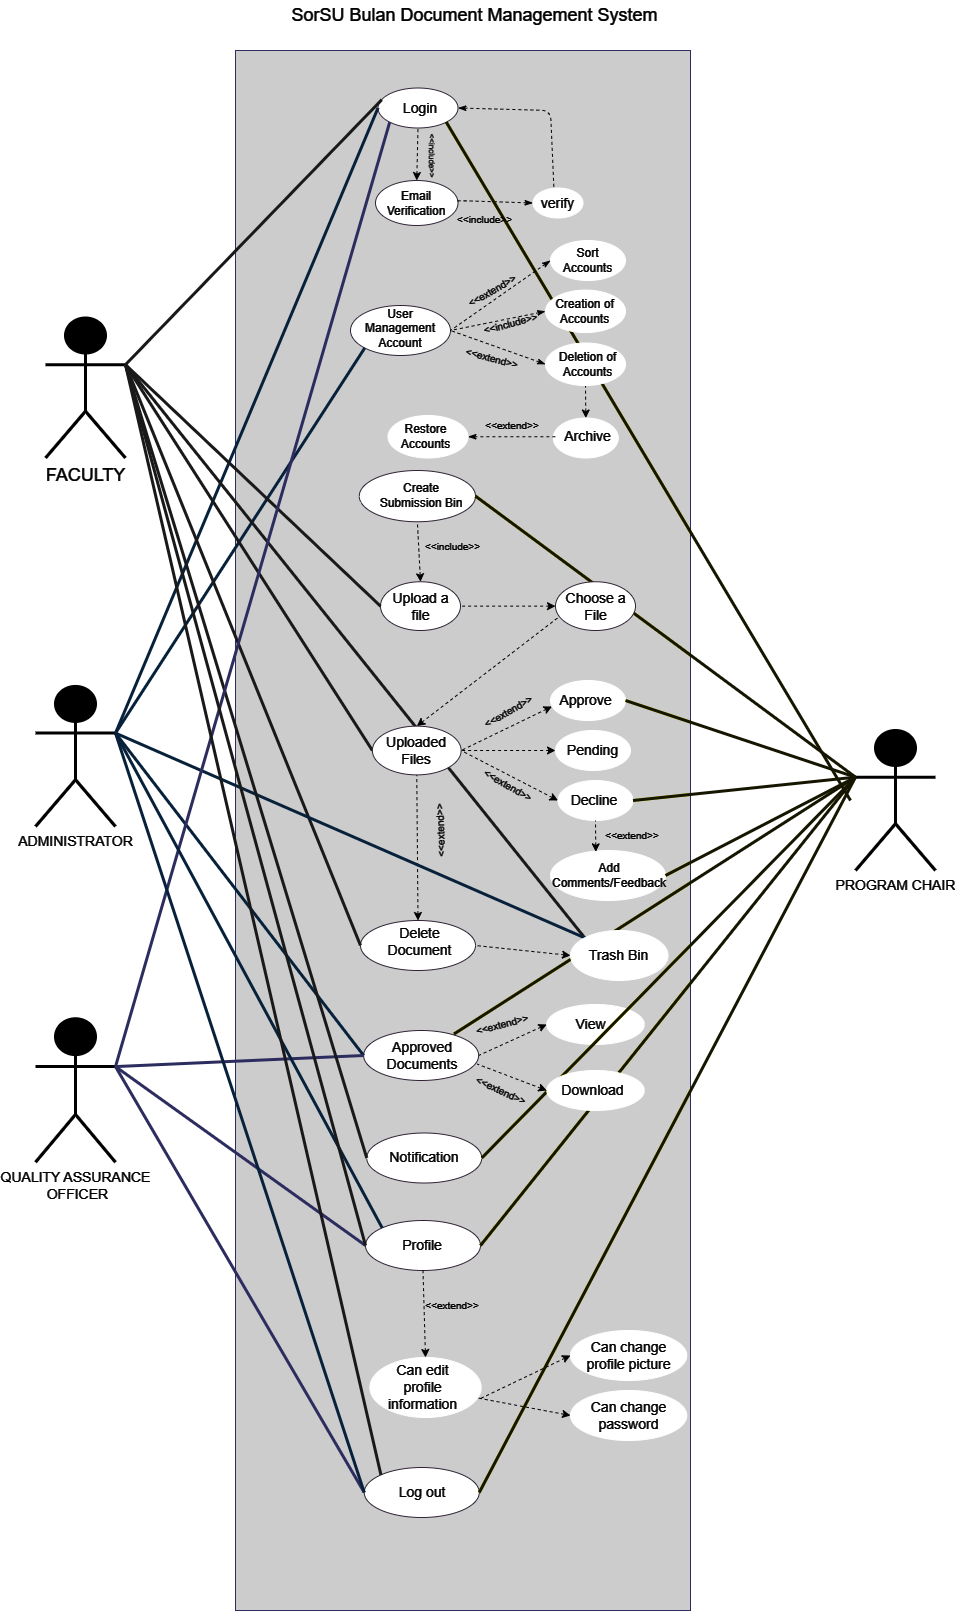 SorSU Bulan Document Management System
Login
<<include>>
Email
Verification
<<include>>
verify
Sort
Accounts
<<extend>>
User
Management
Account
<<include>>
Creation of
Accounts
<<extend>>
Deletion of
Accounts
Restore
Accounts
<<extend>>
Archive
FACULTY
Create
Submission Bin
<<include>>
Upload a
file
Choose a
File
Uploaded
Files
<<extend>>
Approve
Pending
<<extend>>
Decline
<<extend>>
<<extend>>
Add
Comments/Feedback
ADMINISTRATOR
PROGRAM CHAIR
Delete
Document
Trash Bin
Approved
Documents
<<extend>>
View
<<extend>>
Download
Notification
QUALITY ASSURANCE
OFFICER
Profile
<<extend>>
Can edit
profile
information
Can change
profile picture
Can change
password
Log out